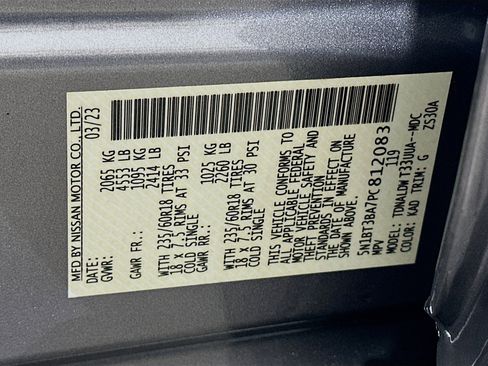 MFD BY NISSAN MOTOR CO., LTD.
DATE: 03/23
GVWR: 2065 KG
4553 LB
GAWR FR.: 1095 KG
2414 LB
WITH 235/60R18 TIRES
18 X 7.5 RIMS AT 33 PSI
COLD SINGLE
GAWR RR.: 1025 KG
2260 LB
WITH 235/60R18 TIRES
18 X 7.5 RIMS AT 30 PSI
COLD SINGLE
THIS VEHICLE CONFORMS TO
ALL APPLICABLE FEDERAL
MOTOR VEHICLE SAFETY AND
THEFT PREVENTION
STANDARDS IN EFFECT ON
THE DATE OF MANUFACTURE
SHOWN ABOVE.
5N1BT3BA7PC812083
MPV 119
MODEL: TDNALDWT33UUA--MDC
COLOR: KAD TRIM: G ZS30A